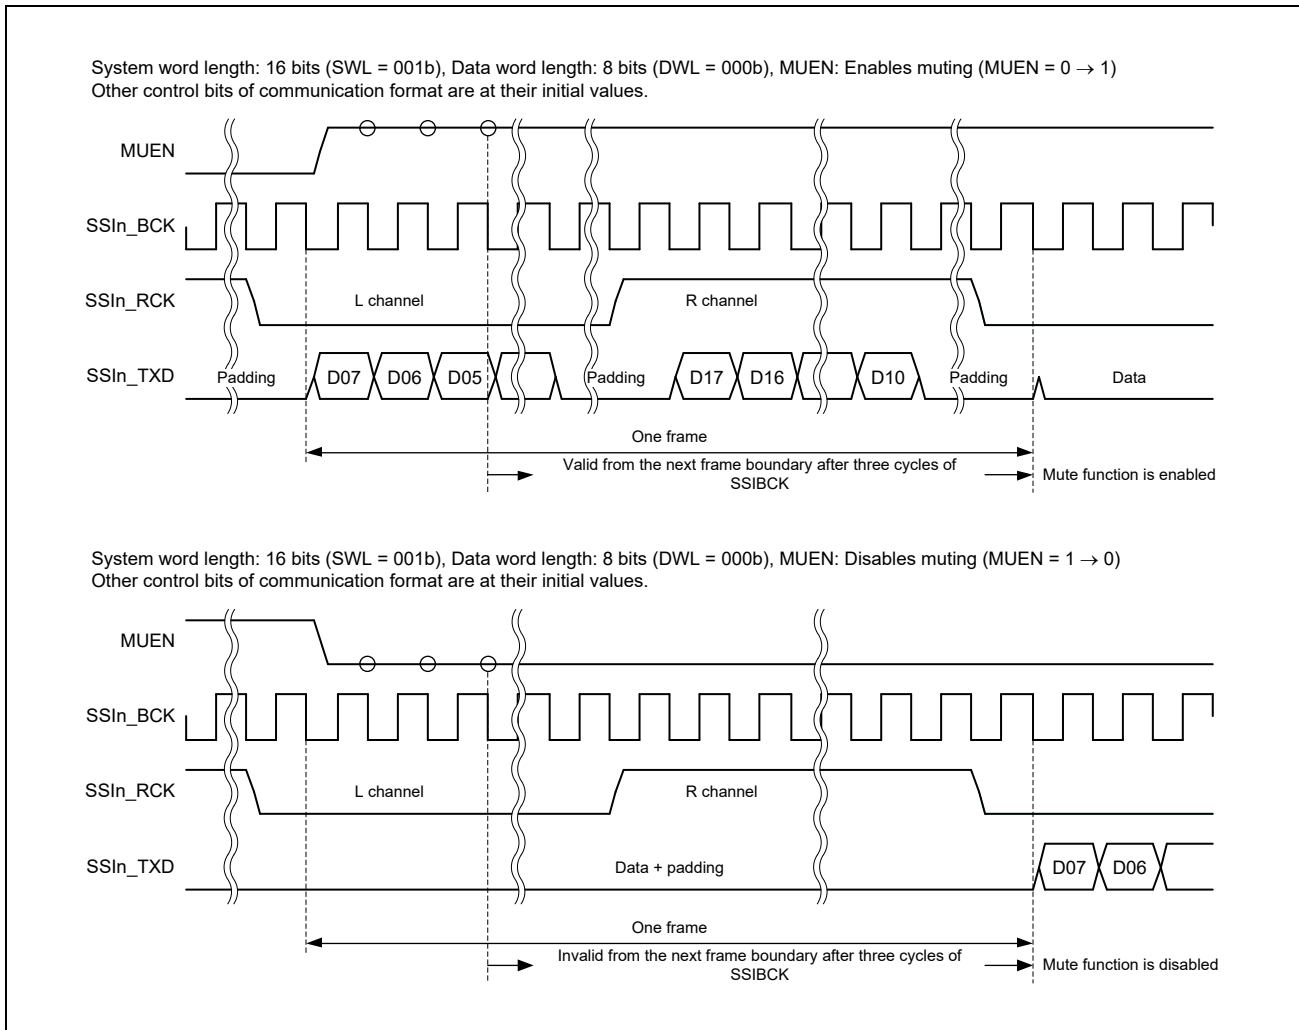 System word length: 16 bits (SWL = 001b), Data word length: 8 bits (DWL = 000b), MUEN: Enables muting (MUEN = 0 → 1)
Other control bits of communication format are at their initial values.
MUEN
SSIn_BCK
SSIn_RCK
L channel
R channel
SSIn_TXD
Padding
D07
D06
D05
Padding
D17
D16
D10
Padding
Data
One frame
Valid from the next frame boundary after three cycles of
SSIBCK
Mute function is enabled
System word length: 16 bits (SWL = 001b), Data word length: 8 bits (DWL = 000b), MUEN: Disables muting (MUEN = 1 → 0)
Other control bits of communication format are at their initial values.
MUEN
SSIn_BCK
SSIn_RCK
L channel
R channel
SSIn_TXD
Data + padding
D07
D06
One frame
Invalid from the next frame boundary after three cycles of
SSIBCK
Mute function is disabled